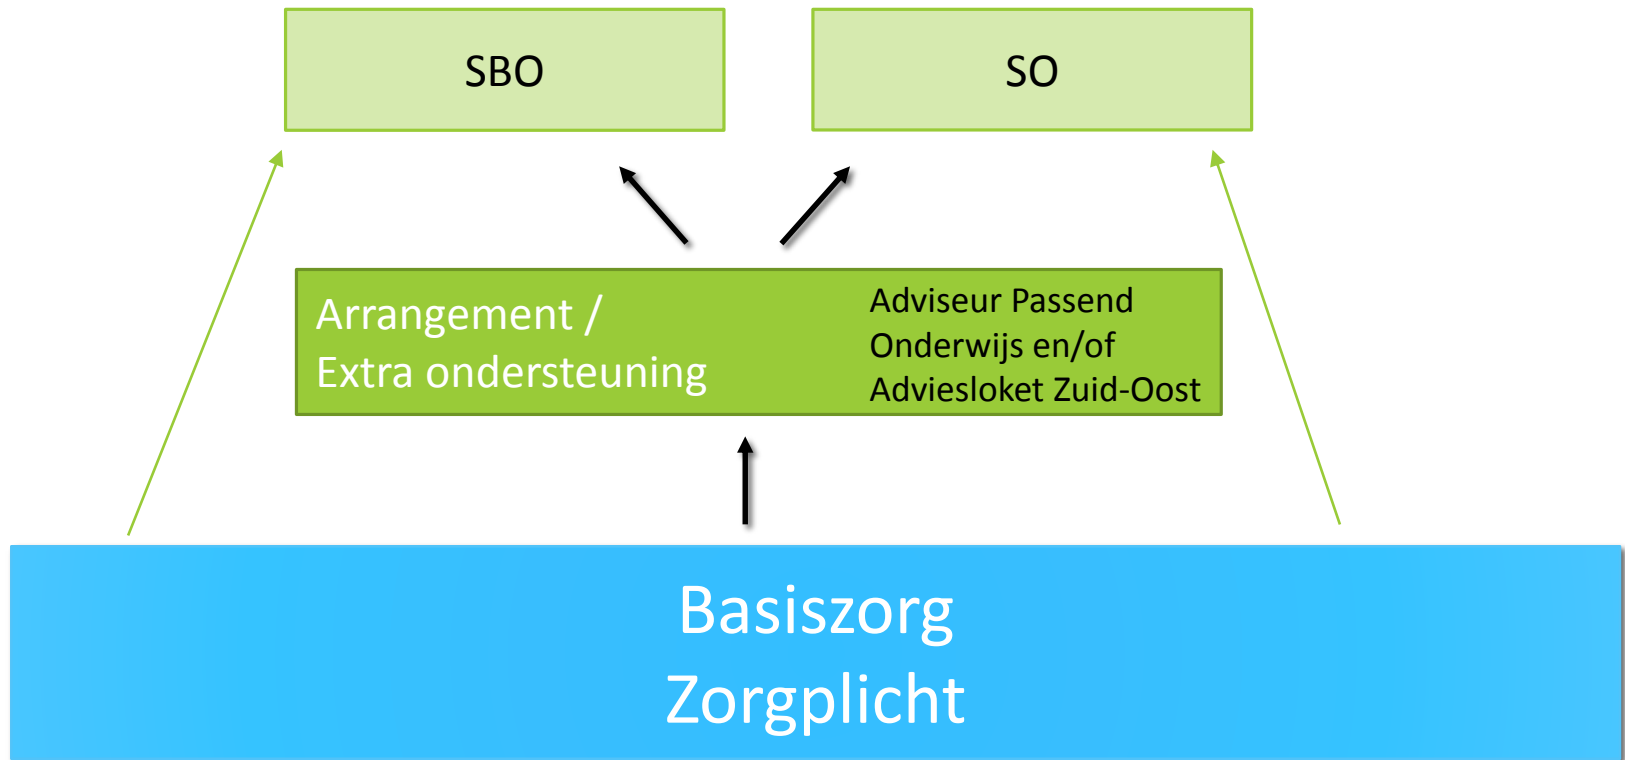 SBO
SO
Arrangement /
Extra ondersteuning
Adviseur Passend
Onderwijs en/of
Adviesloket Zuid-Oost
Basiszorg
Zorgplicht